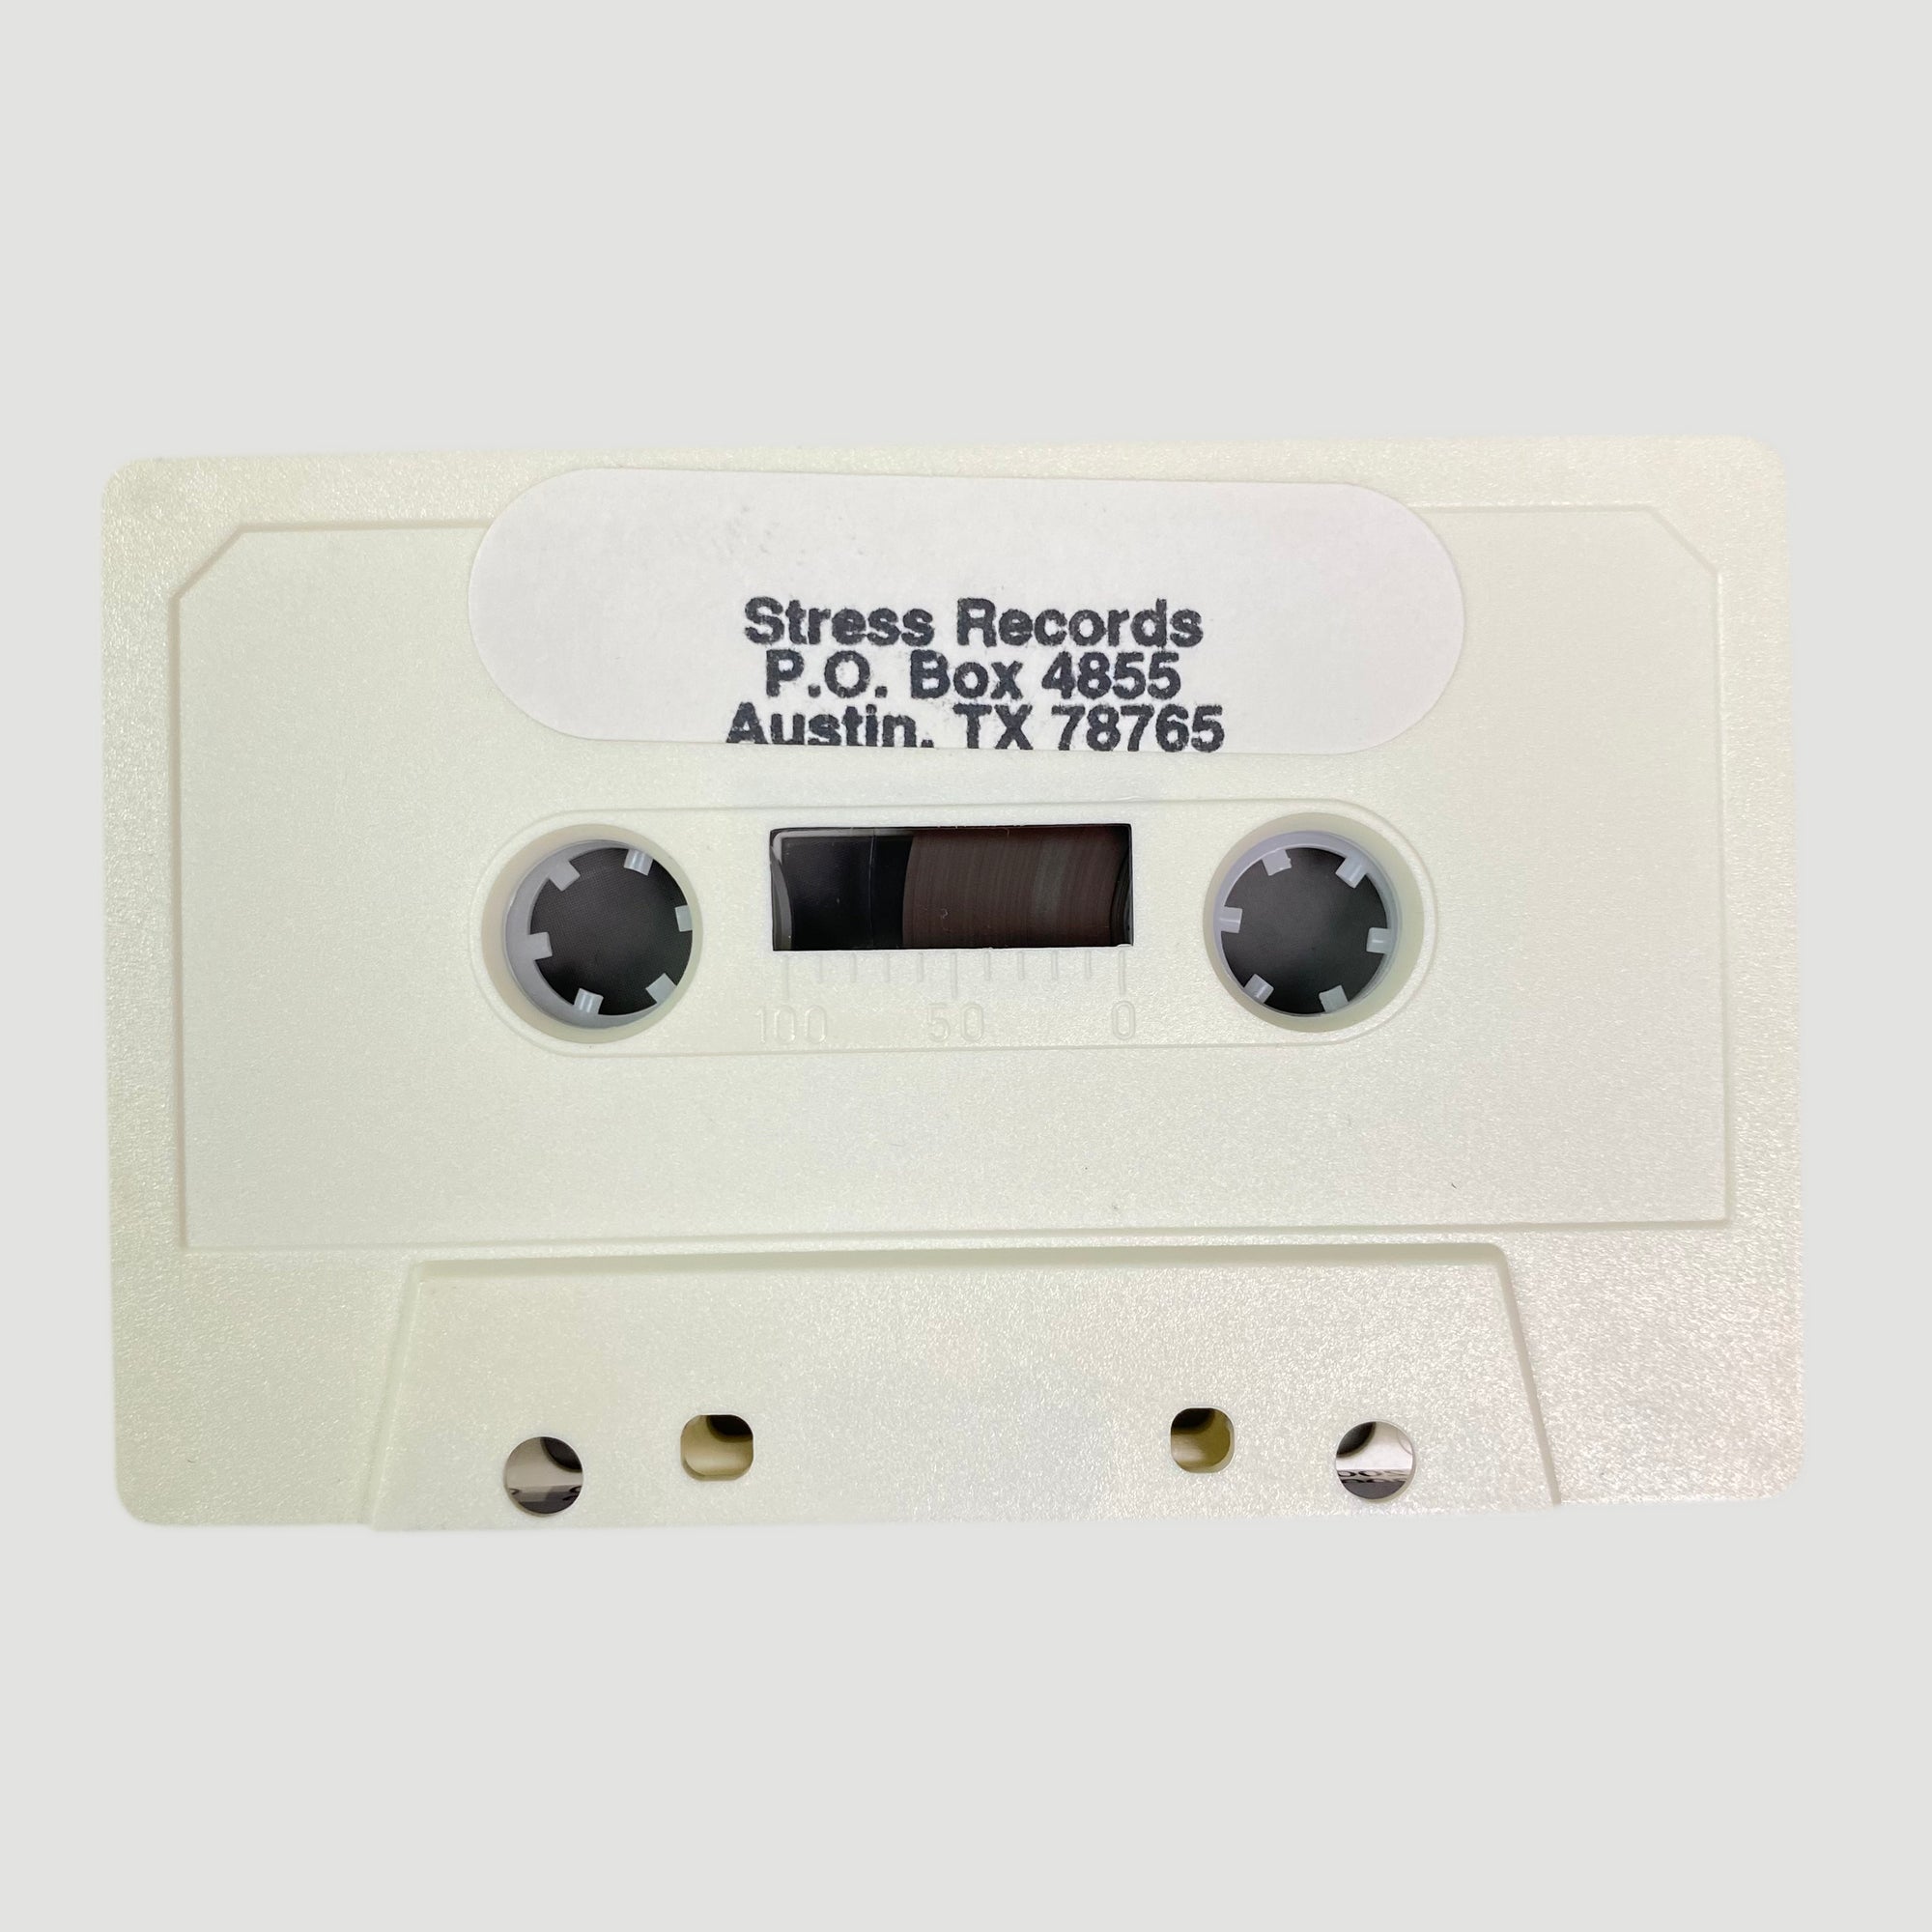 Stress Records
P.O. Box 4855
Austin, TX 78765
100 50 0